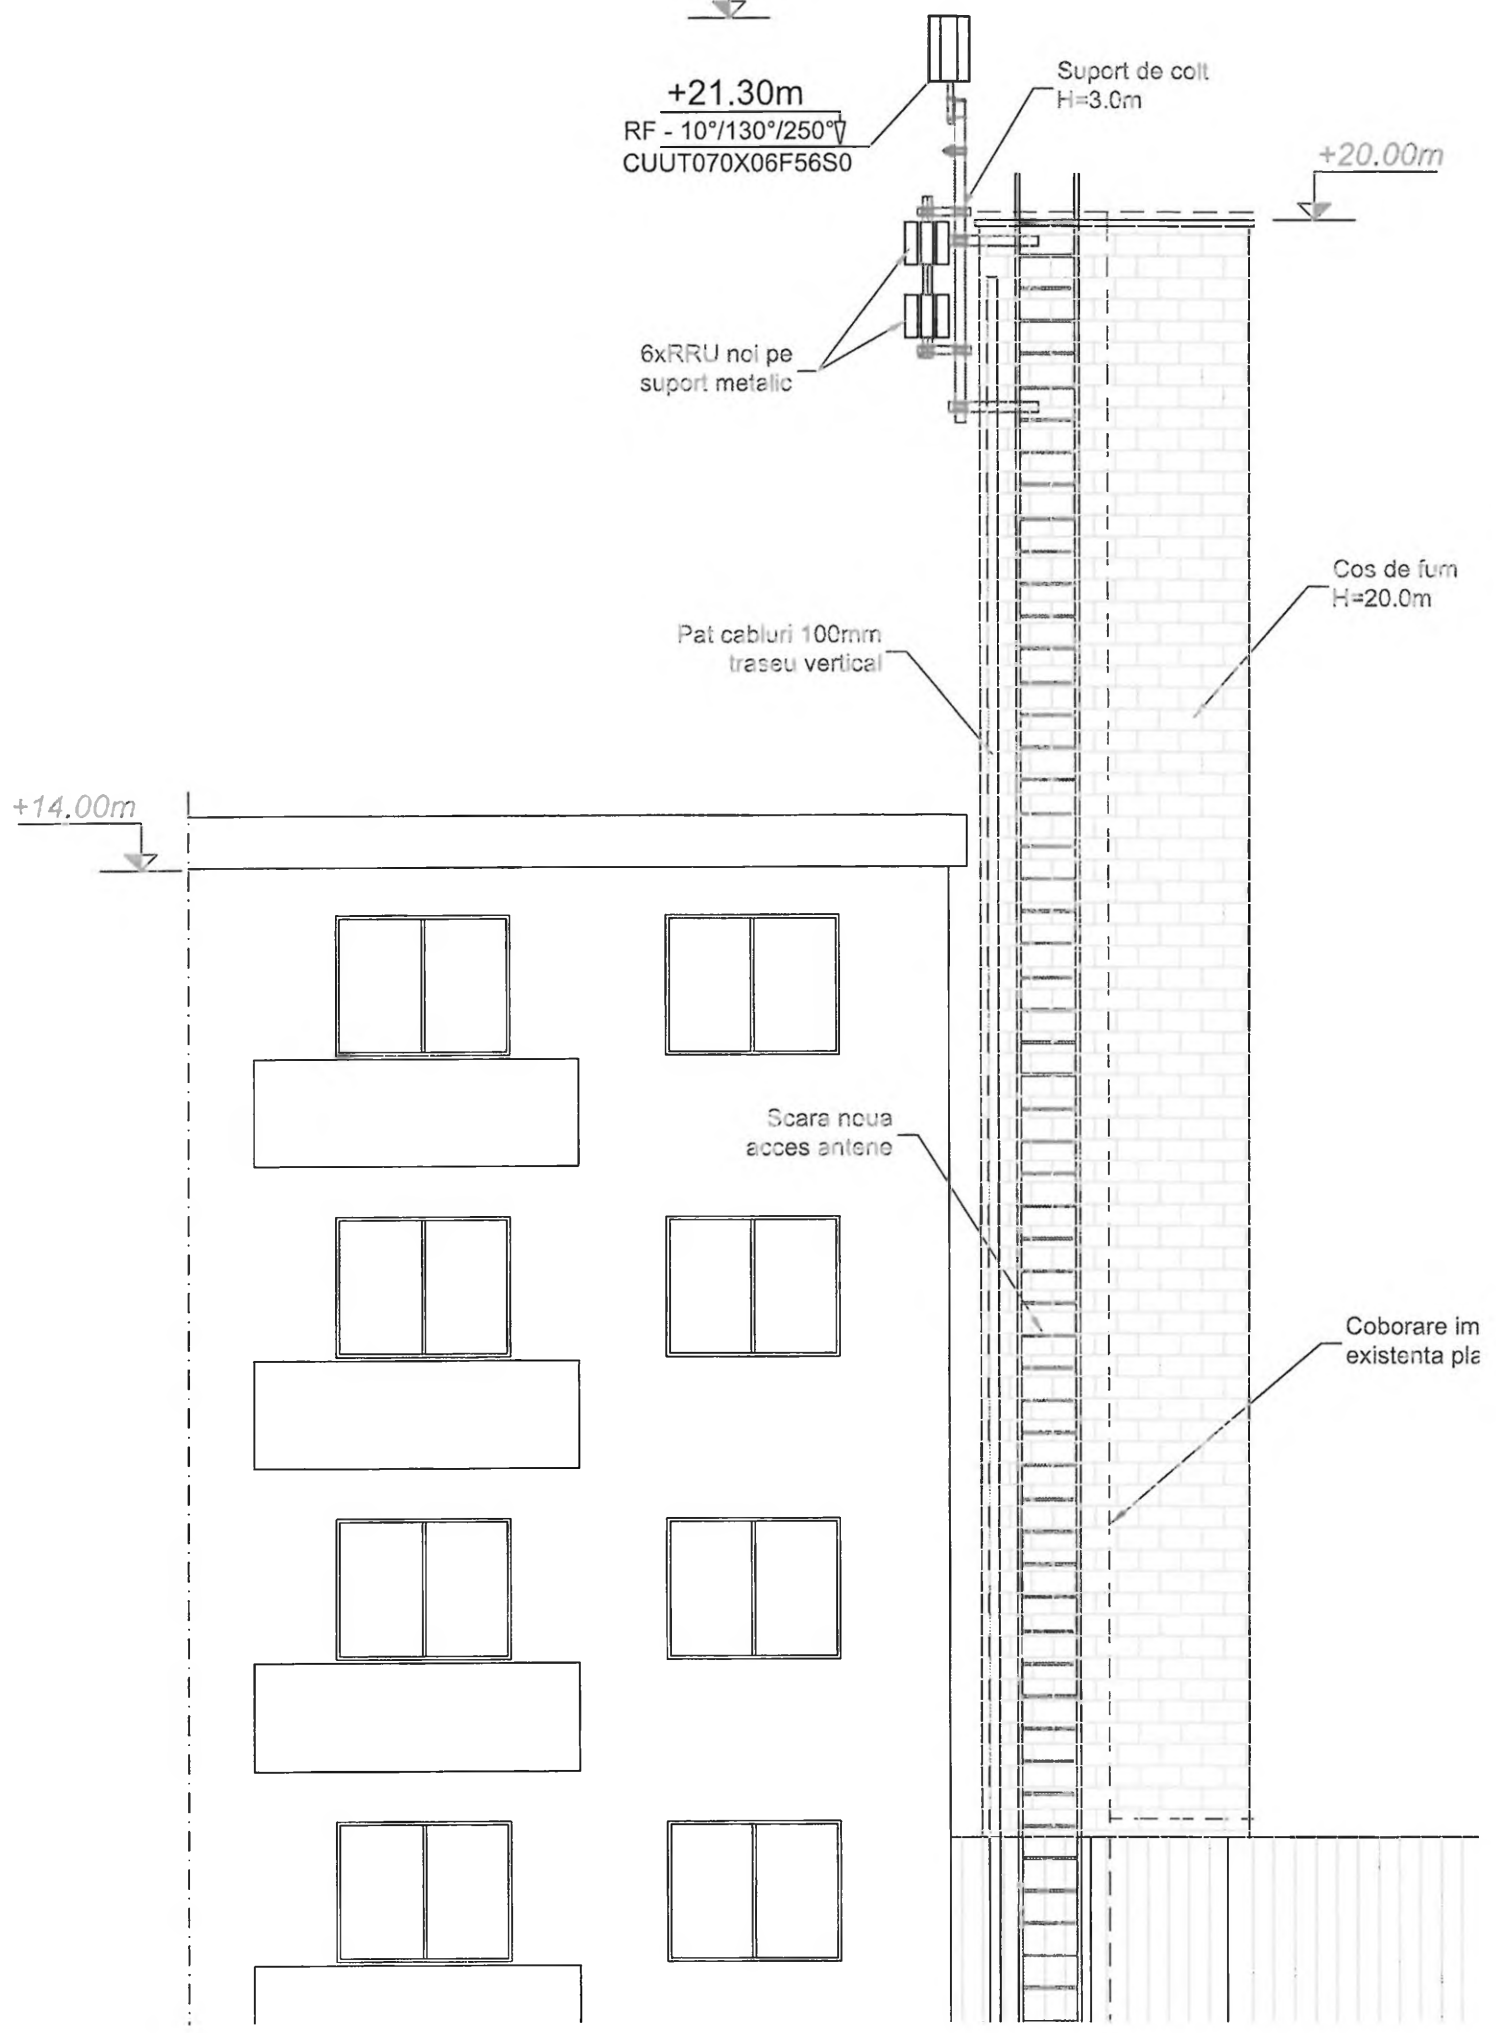 +21.30m
RF - 10°/130°/250°
CUUT070X06F56S0
Suport de colt
H=3.0m
+20.00m
6xRRU noi pe
suport metalic
Cos de fum
H=20.0m
Pat cabluri 100mm
traseu vertical
+14.00m
Scara noua
acces antene
Coborare im
existenta pla